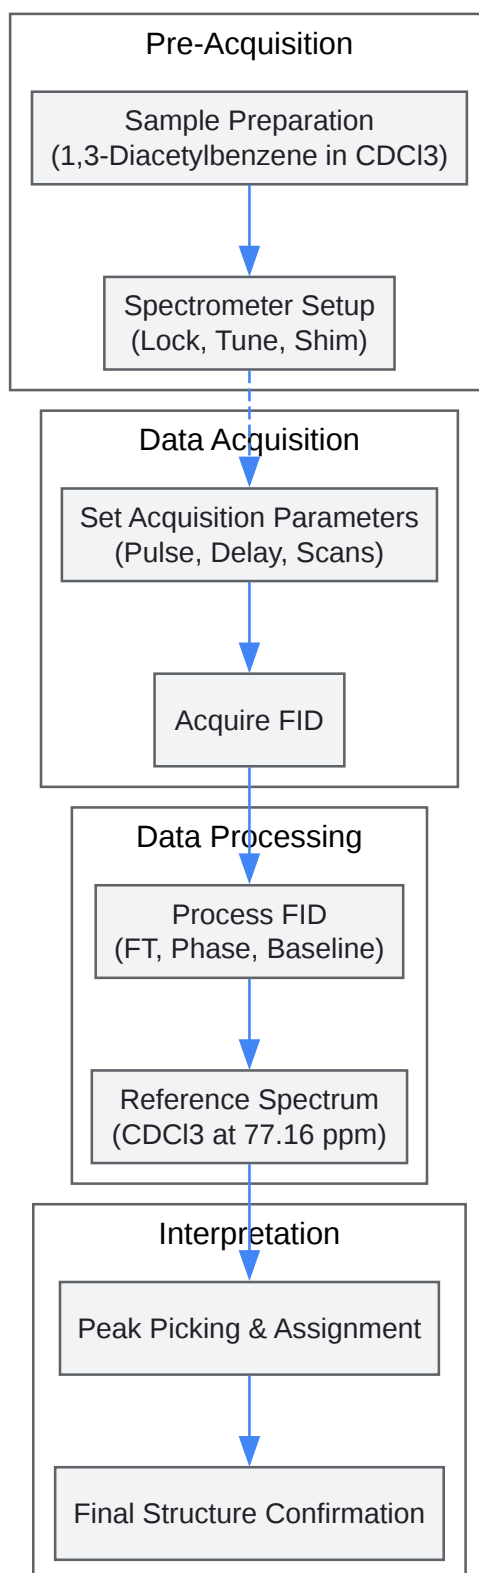 Pre-Acquisition
Sample Preparation
(1,3-Diacetylbenzene in CDCl3)
Spectrometer Setup
(Lock, Tune, Shim)
Data Acquisition
Set Acquisition Parameters
(Pulse, Delay, Scans)
Acquire FID
Data Processing
Process FID
(FT, Phase, Baseline)
Reference Spectrum
(CDCl3 at 77.16 ppm)
Interpretation
Peak Picking & Assignment
Final Structure Confirmation